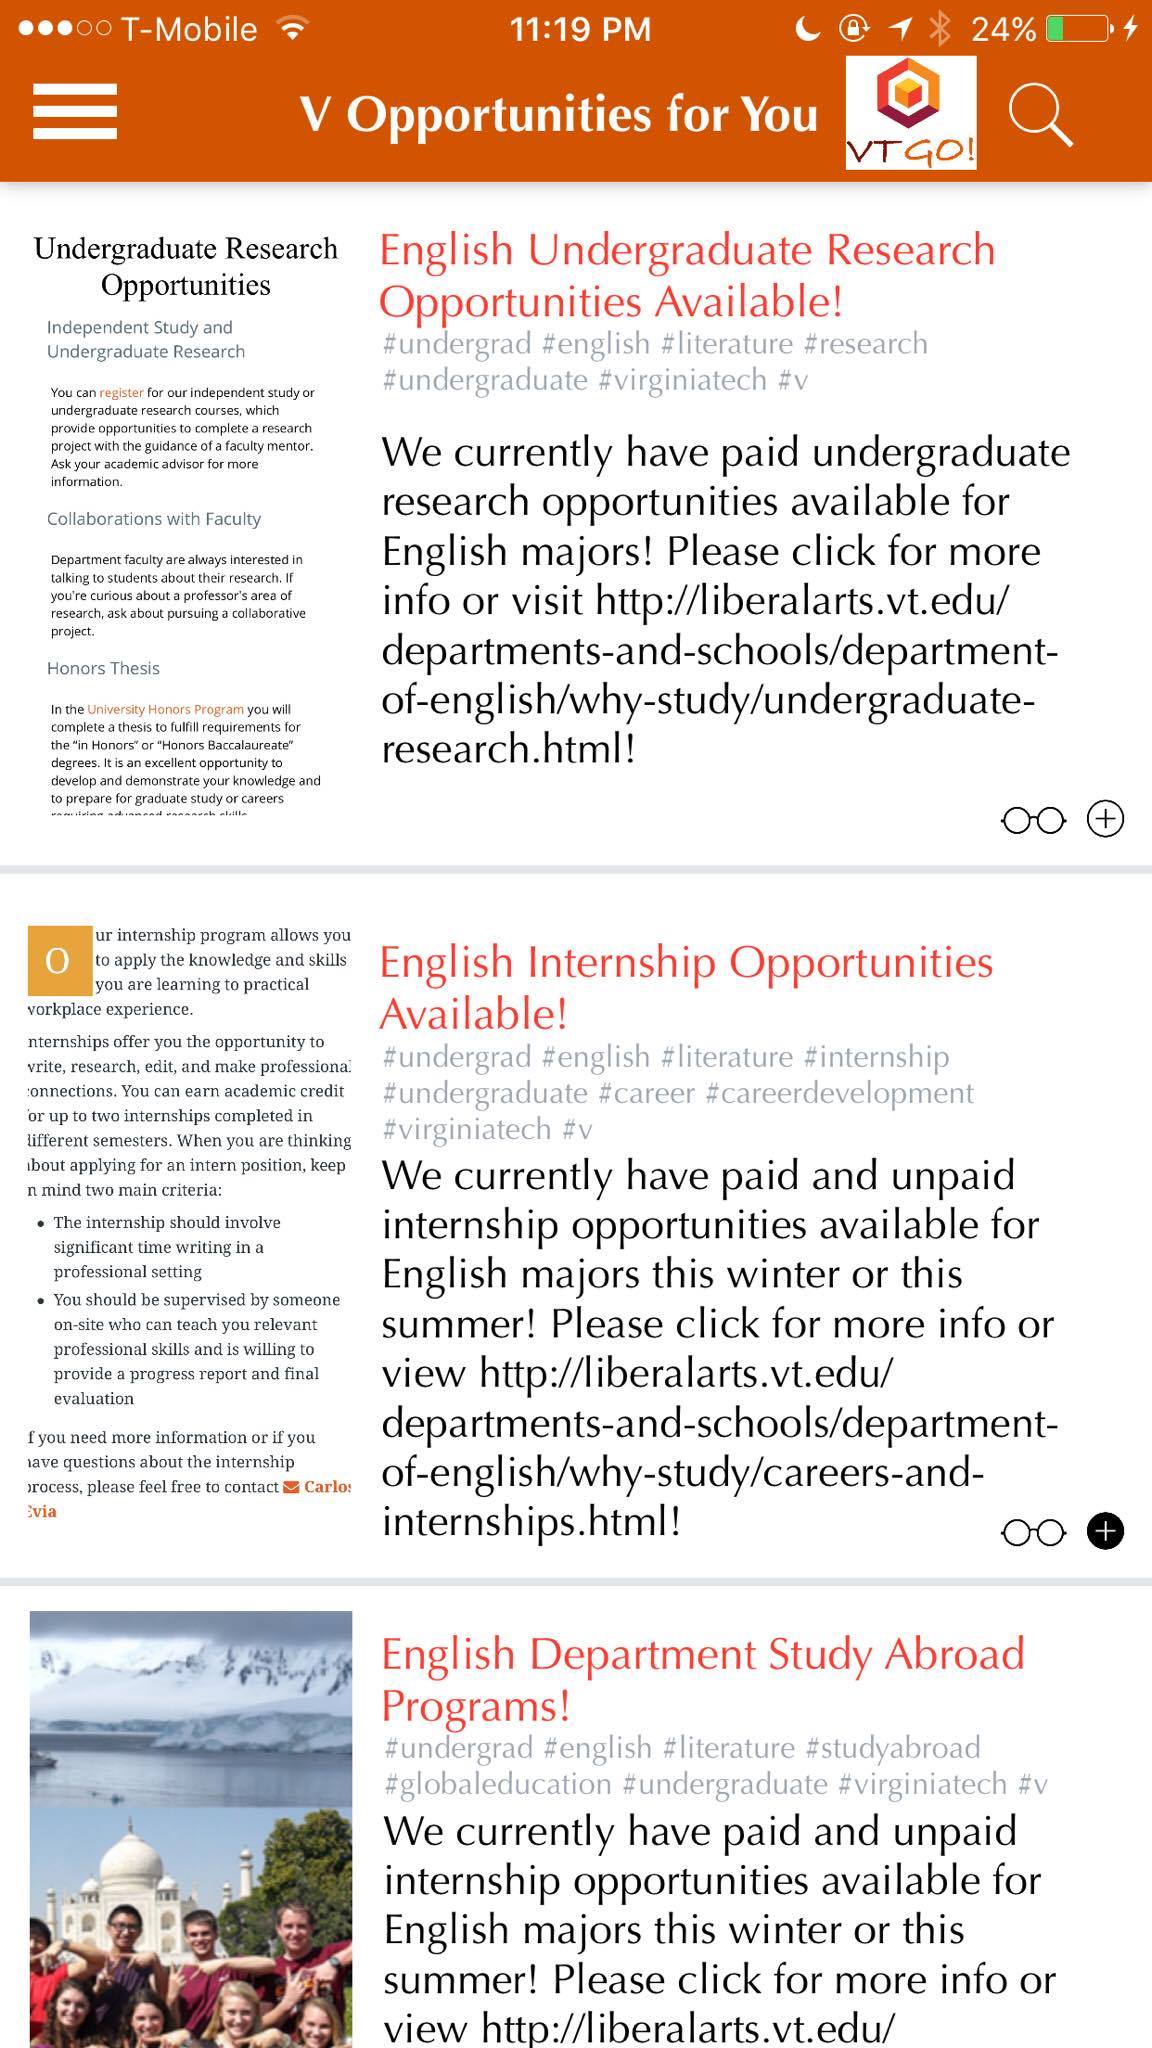 T-Mobile 11:19 PM 24%
V Opportunities for You
VTGO!
Undergraduate Research
Opportunities
Independent Study and
Undergraduate Research
You can register for our independent study or
undergraduate research courses, which
provide opportunities to complete a research
project with the guidance of a faculty mentor.
Ask your academic advisor for more
information.
Collaborations with Faculty
Department faculty are always interested in
talking to students about their research. If
you're curious about a professor's area of
research, ask about pursuing a collaborative
project.
Honors Thesis
In the University Honors Program you will
complete a thesis to fulfill requirements for
the “in Honors” or “Honors Baccalaureate”
degrees. It is an excellent opportunity to
develop and demonstrate your knowledge and
to prepare for graduate study or careers
requiring advanced research skills
English Undergraduate Research
Opportunities Available!
#undergrad #english #literature #research
#undergraduate #virginiatech #v
We currently have paid undergraduate
research opportunities available for
English majors! Please click for more
info or visit http://liberalarts.vt.edu/
departments-and-schools/department-
of-english/why-study/undergraduate-
research.html!
Our internship program allows you
to apply the knowledge and skills
you are learning to practical
workplace experience.
nternships offer you the opportunity to
write, research, edit, and make professional
connections. You can earn academic credit
for up to two internships completed in
different semesters. When you are thinking
about applying for an intern position, keep
n mind two main criteria:
• The internship should involve
significant time writing in a
professional setting
• You should be supervised by someone
on-site who can teach you relevant
professional skills and is willing to
provide a progress report and final
evaluation
f you need more information or if you
have questions about the internship
process, please feel free to contact Carlos
Evia
English Internship Opportunities
Available!
#undergrad #english #literature #internship
#undergraduate #career #careerdevelopment
#virginiatech #v
We currently have paid and unpaid
internship opportunities available for
English majors this winter or this
summer! Please click for more info or
view http://liberalarts.vt.edu/
departments-and-schools/department-
of-english/why-study/careers-and-
internships.html!
English Department Study Abroad
Programs!
#undergrad #english #literature #studyabroad
#globaleducation #undergraduate #virginiatech #v
We currently have paid and unpaid
internship opportunities available for
English majors this winter or this
summer! Please click for more info or
view http://liberalarts.vt.edu/